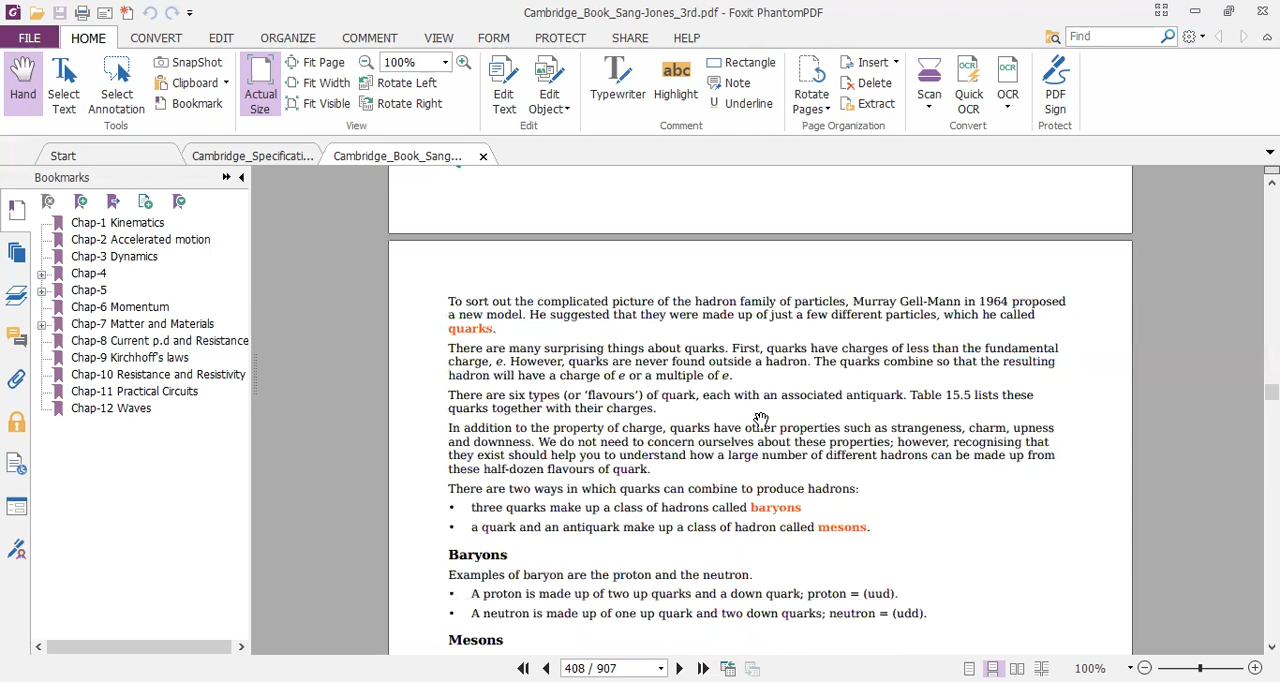 Cambridge_Book_Sang-Jones_3rd.pdf - Foxit PhantomPDF
FILE HOME CONVERT EDIT ORGANIZE COMMENT VIEW FORM PROTECT SHARE HELP Find
Hand
Select Text
Select Annotation
SnapShot
Clipboard
Bookmark
Tools
Actual Size
Fit Page
Fit Width
Fit Visible
100%
Rotate Left
Rotate Right
View
Edit Text
Edit Object
Edit
Typewriter
abc
Highlight
Rectangle
Note
U Underline
Comment
Rotate Pages
Insert
Delete
Extract
Page Organization
Scan
OCR
Quick OCR
OCR
OCR
Convert
PDF Sign
Protect
Start Cambridge_Specificati... Cambridge_Book_Sang...
Bookmarks
Chap-1 Kinematics
Chap-2 Accelerated motion
Chap-3 Dynamics
Chap-4
Chap-5
Chap-6 Momentum
Chap-7 Matter and Materials
Chap-8 Current p.d and Resistance
Chap-9 Kirchhoff's laws
Chap-10 Resistance and Resistivity
Chap-11 Practical Circuits
Chap-12 Waves
To sort out the complicated picture of the hadron family of particles, Murray Gell-Mann in 1964 proposed
a new model. He suggested that they were made up of just a few different particles, which he called
quarks.
There are many surprising things about quarks. First, quarks have charges of less than the fundamental
charge, e. However, quarks are never found outside a hadron. The quarks combine so that the resulting
hadron will have a charge of e or a multiple of e.
There are six types (or ‘flavours’) of quark, each with an associated antiquark. Table 15.5 lists these
quarks together with their charges.
In addition to the property of charge, quarks have other properties such as strangeness, charm, upness
and downness. We do not need to concern ourselves about these properties; however, recognising that
they exist should help you to understand how a large number of different hadrons can be made up from
these half-dozen flavours of quark.
There are two ways in which quarks can combine to produce hadrons:
• three quarks make up a class of hadrons called baryons
• a quark and an antiquark make up a class of hadron called mesons.
Baryons
Examples of baryon are the proton and the neutron.
• A proton is made up of two up quarks and a down quark; proton = (uud).
• A neutron is made up of one up quark and two down quarks; neutron = (udd).
Mesons
408 / 907
100%